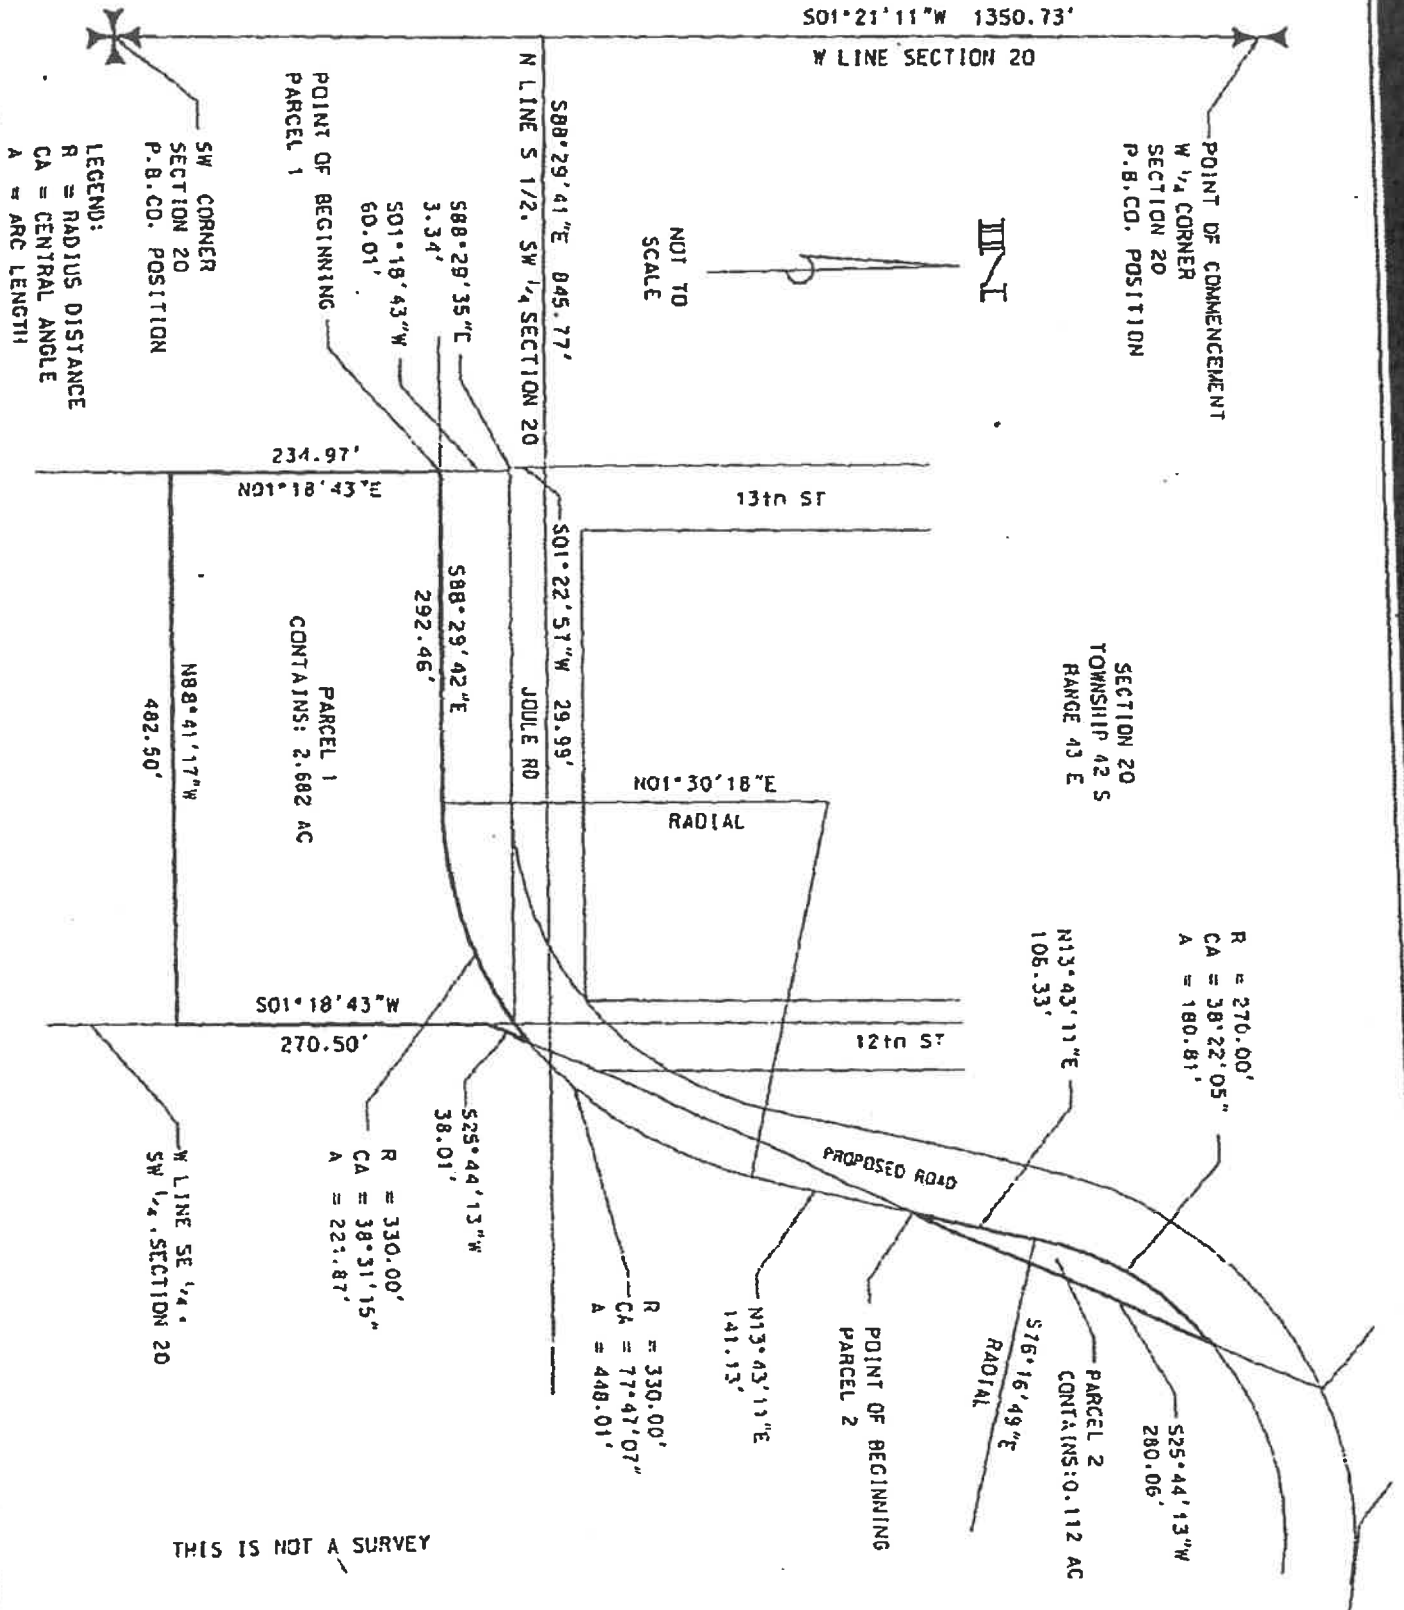 S01°21'11"W 1350.73'
W LINE SECTION 20
POINT OF COMMENCEMENT
W 1/4 CORNER
SECTION 20
P.B.CO. POSITION
N
NOT TO
SCALE
S88°29'41"E 845.77'
N LINE S 1/2, SW 1/4 SECTION 20
S88°29'35"E
3.34'
S01°18'43"W
60.01'
POINT OF BEGINNING
PARCEL 1
SW CORNER
SECTION 20
P.B.CO. POSITION
LEGEND:
R = RADIUS DISTANCE
CA = CENTRAL ANGLE
A = ARC LENGTH
SECTION 20
TOWNSHIP 42 S
RANGE 43 E
13th ST
S01°22'57"W 29.99'
JOULE RD
234.97'
N01°18'43"E
S88°29'42"E
292.46'
PARCEL 1
CONTAINS: 2.682 AC
N88°41'17"W
482.50'
N01°30'18"E
RADIAL
S01°18'43"W
270.50'
12th ST
R = 270.00'
CA = 38°22'05"
A = 180.81'
N13°43'11"E
106.33'
PROPOSED ROAD
S25°44'13"W
38.01'
R = 330.00'
CA = 38°31'15"
A = 221.87'
W LINE SE 1/4,
SW 1/4, SECTION 20
R = 330.00'
CA = 77°47'07"
A = 448.01'
N13°43'11"E
141.13'
POINT OF BEGINNING
PARCEL 2
S76°16'49"E
RADIAL
PARCEL 2
CONTAINS:0.112 AC
S25°44'13"W
280.06'
THIS IS NOT A SURVEY